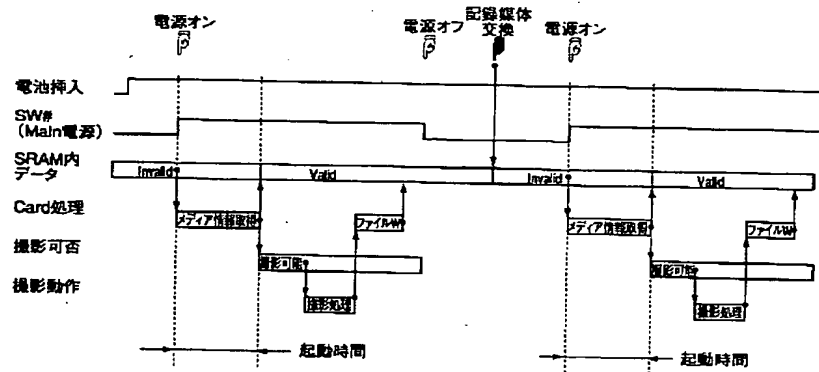 電源オン
電源オフ
記録媒体
交換
電源オン
電池挿入
SW#
(Main電源)
SRAM内
データ
Invalid
Valid
Invalid
Valid
Card処理
メディア情報取得
ファイルW
メディア情報取得
ファイルW
撮影可否
撮影可能
撮影可能
撮影動作
撮影処理
撮影処理
起動時間
起動時間